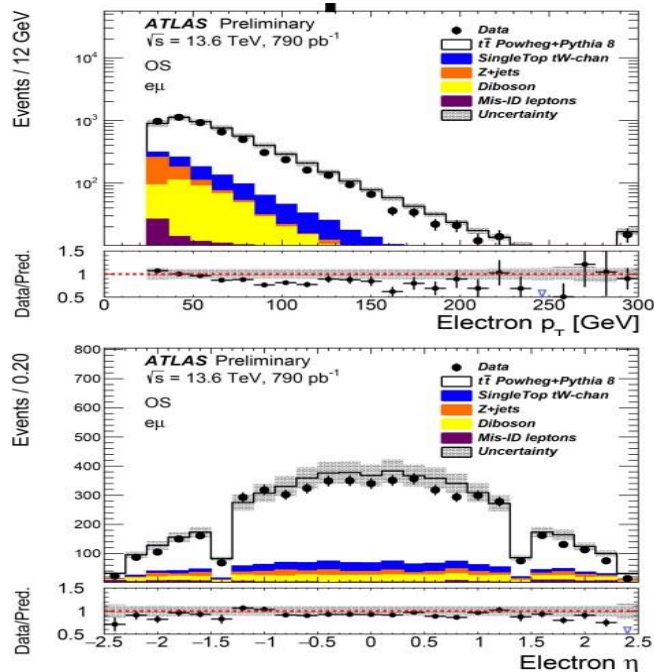 ATLAS Preliminary
√s = 13.6 TeV, 790 pb⁻¹
OS
eμ
Data
tt̄ Powheg+Pythia 8
SingleTop tW-chan
Z+jets
Diboson
Mis-ID leptons
Uncertainty
Events / 12 GeV
10⁴
10³
10²
Data/Pred.
1.5
1
0.5
0 50 100 150 200 250 300
Electron p_T [GeV]
ATLAS Preliminary
√s = 13.6 TeV, 790 pb⁻¹
OS
eμ
Data
tt̄ Powheg+Pythia 8
SingleTop tW-chan
Z+jets
Diboson
Mis-ID leptons
Uncertainty
Events / 0.20
800
700
600
500
400
300
200
100
Data/Pred.
1.5
1
0.5
−2.5 −2 −1.5 −1 −0.5 0 0.5 1 1.5 2 2.5
Electron η